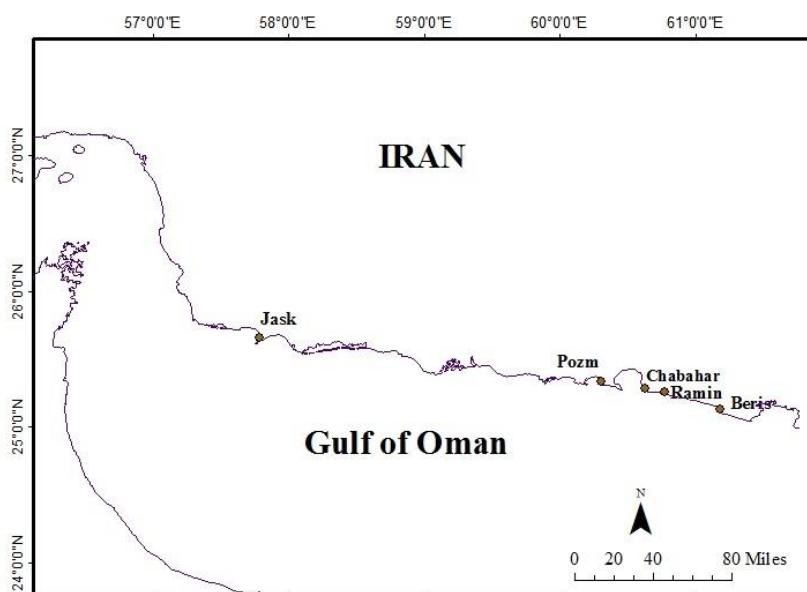 57°0'0"E 58°0'0"E 59°0'0"E 60°0'0"E 61°0'0"E
27°0'0"N
IRAN
26°0'0"N
Jask
Pozm
Chabahar
Ramin
Beris
25°0'0"N
Gulf of Oman
N
24°0'0"N
0 20 40 80 Miles